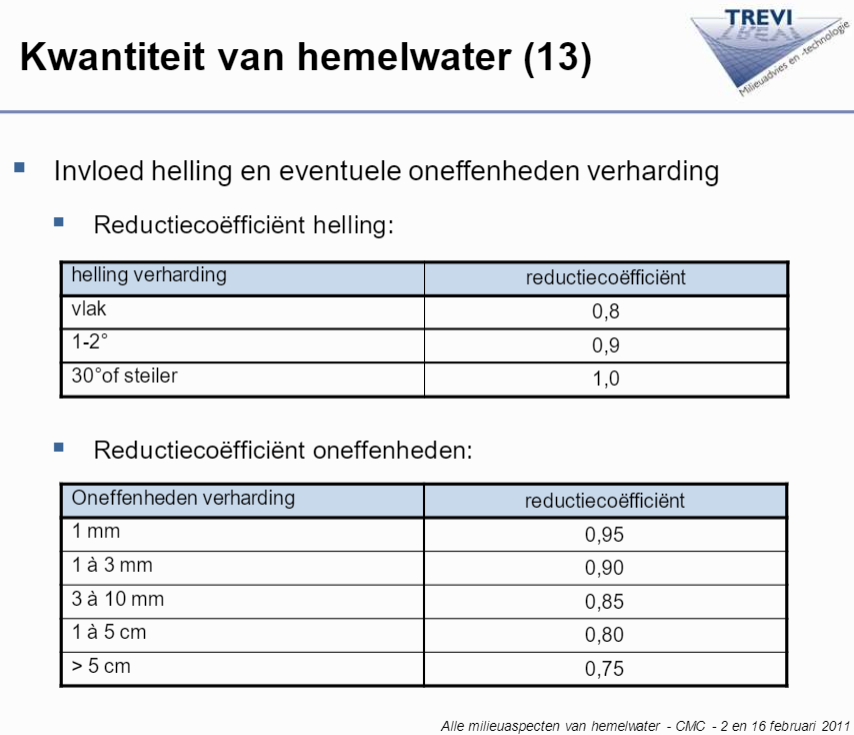 TREVI
Milieuadvies en -technologie
Kwantiteit van hemelwater (13)
Invloed helling en eventuele oneffenheden verharding
Reductiecoëfficiënt helling:
helling verharding reductiecoëfficiënt
vlak 0,8
1-2° 0,9
30°of steiler 1,0
Reductiecoëfficiënt oneffenheden:
Oneffenheden verharding reductiecoëfficiënt
1 mm 0,95
1 à 3 mm 0,90
3 à 10 mm 0,85
1 à 5 cm 0,80
> 5 cm 0,75
Alle milieuaspecten van hemelwater - CMC - 2 en 16 februari 2011